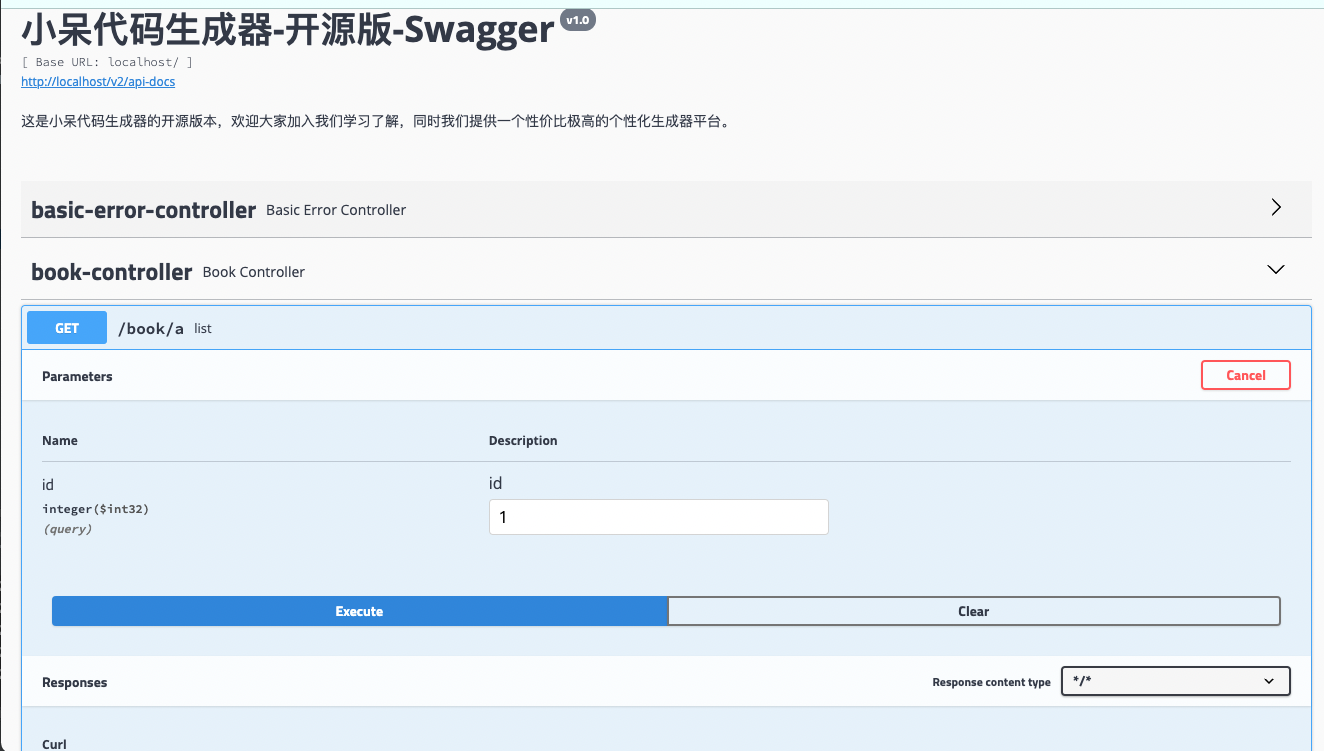 小呆代码生成器-开源版-Swagger v1.0
[ Base URL: localhost/ ]
http://localhost/v2/api-docs
这是小呆代码生成器的开源版本，欢迎大家加入我们学习了解，同时我们提供一个性价比极高的个性化生成器平台。
basic-error-controller Basic Error Controller
book-controller Book Controller
GET /book/a list
Parameters Cancel
Name Description
id id
integer($int32) 1
(query)
Execute Clear
Responses Response content type */*
Curl